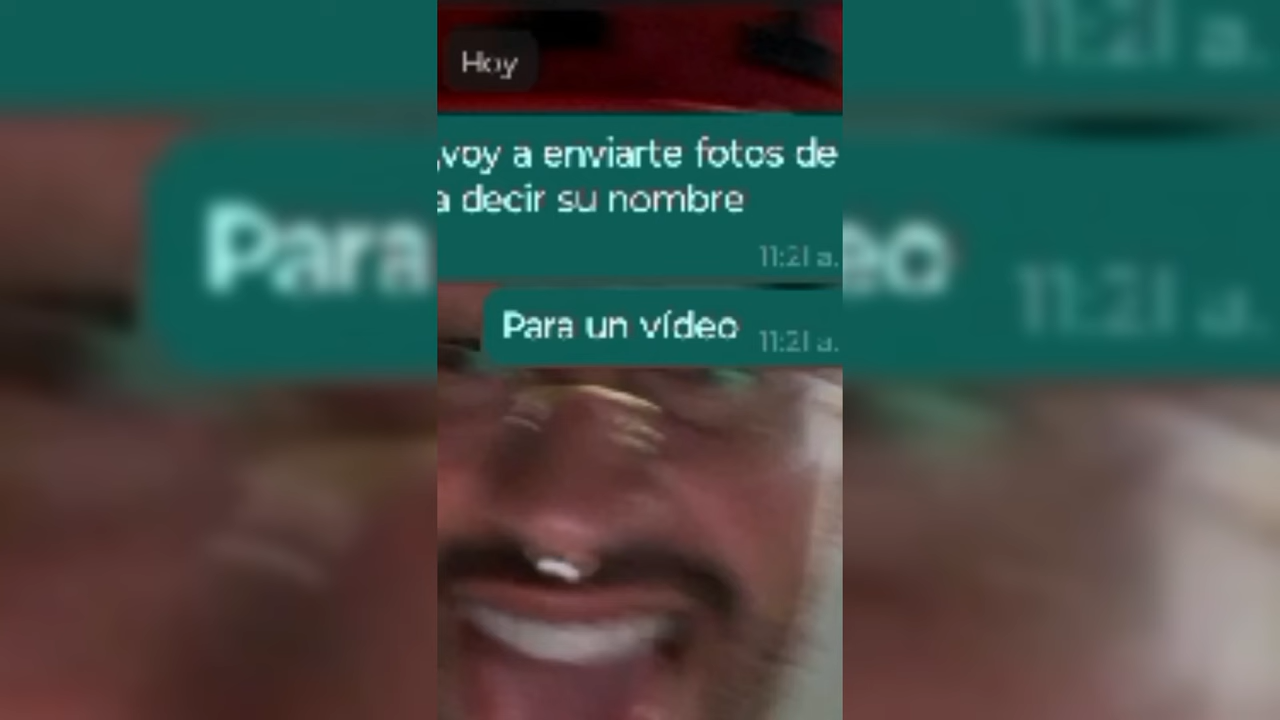 Hoy
voy a enviarte fotos de
a decir su nombre
11:21 a.
Para un vídeo
11:21 a.